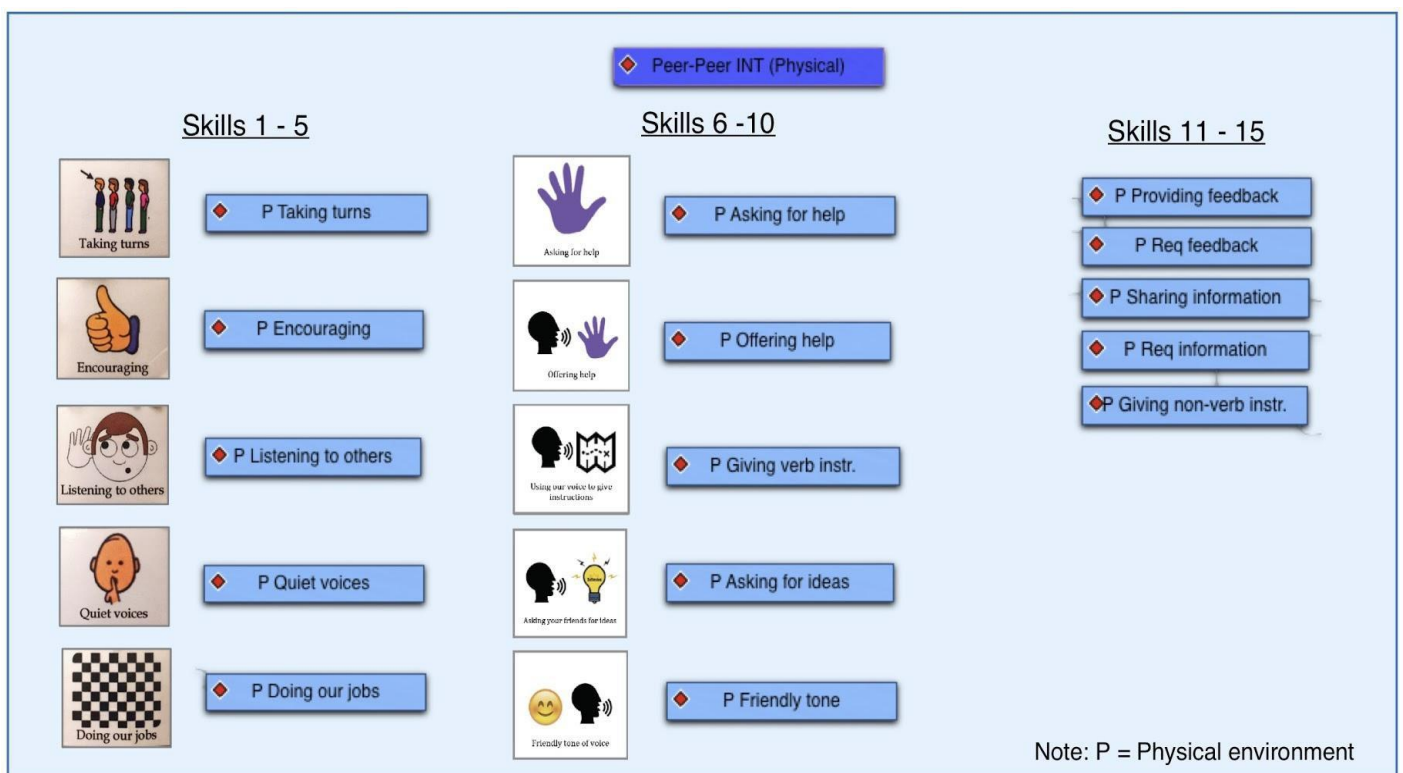 Peer-Peer INT (Physical)
Skills 1 - 5
Taking turns
P Taking turns
Encouraging
P Encouraging
Listening to others
P Listening to others
Quiet voices
P Quiet voices
Doing our jobs
P Doing our jobs
Skills 6 -10
Asking for help
P Asking for help
Offering help
P Offering help
Using our voice to give
instructions
P Giving verb instr.
Asking your friends for ideas
P Asking for ideas
Friendly tone of voice
P Friendly tone
Skills 11 - 15
P Providing feedback
P Req feedback
P Sharing information
P Req information
P Giving non-verb instr.
Note: P = Physical environment